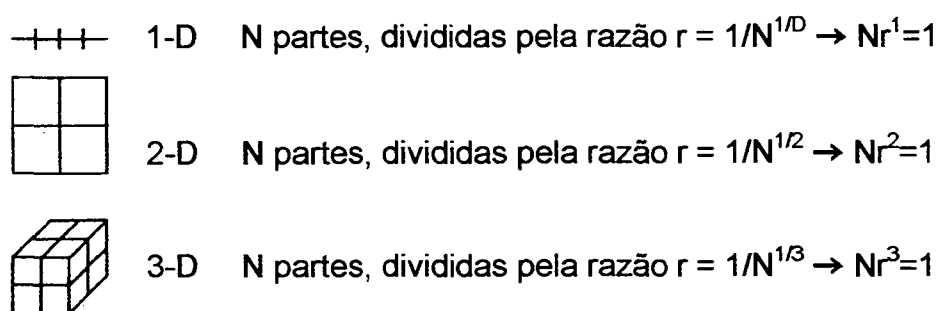 1-D N partes, divididas pela razão r = 1/N^{1/D} → Nr^1=1
2-D N partes, divididas pela razão r = 1/N^{1/2} → Nr^2=1
3-D N partes, divididas pela razão r = 1/N^{1/3} → Nr^3=1